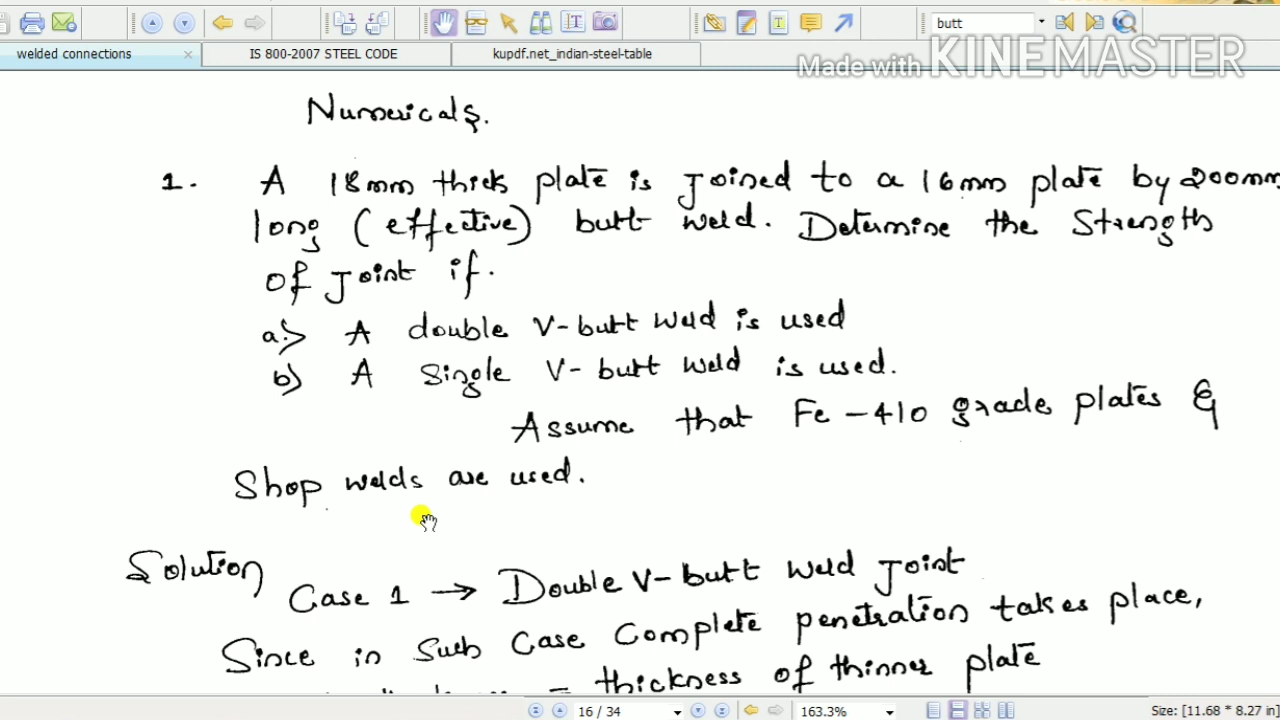 butt
welded connections × IS 800-2007 STEEL CODE kupdf.net_indian-steel-table
Made with KINEMASTER
Numericals.
1. A 18mm thick plate is joined to a 16mm plate by 200mm
long (effective) butt weld. Determine the Strength
of joint if.
a.> A double V-butt weld is used
b) A single V-butt weld is used.
Assume that Fe-410 grade plates &
Shop welds are used.
Solution
Case 1 → Double V-butt weld joint
Since in such case complete penetration takes place,
= thickness of thinner plate
16 / 34 163.3% Size: [11.68 * 8.27 in]